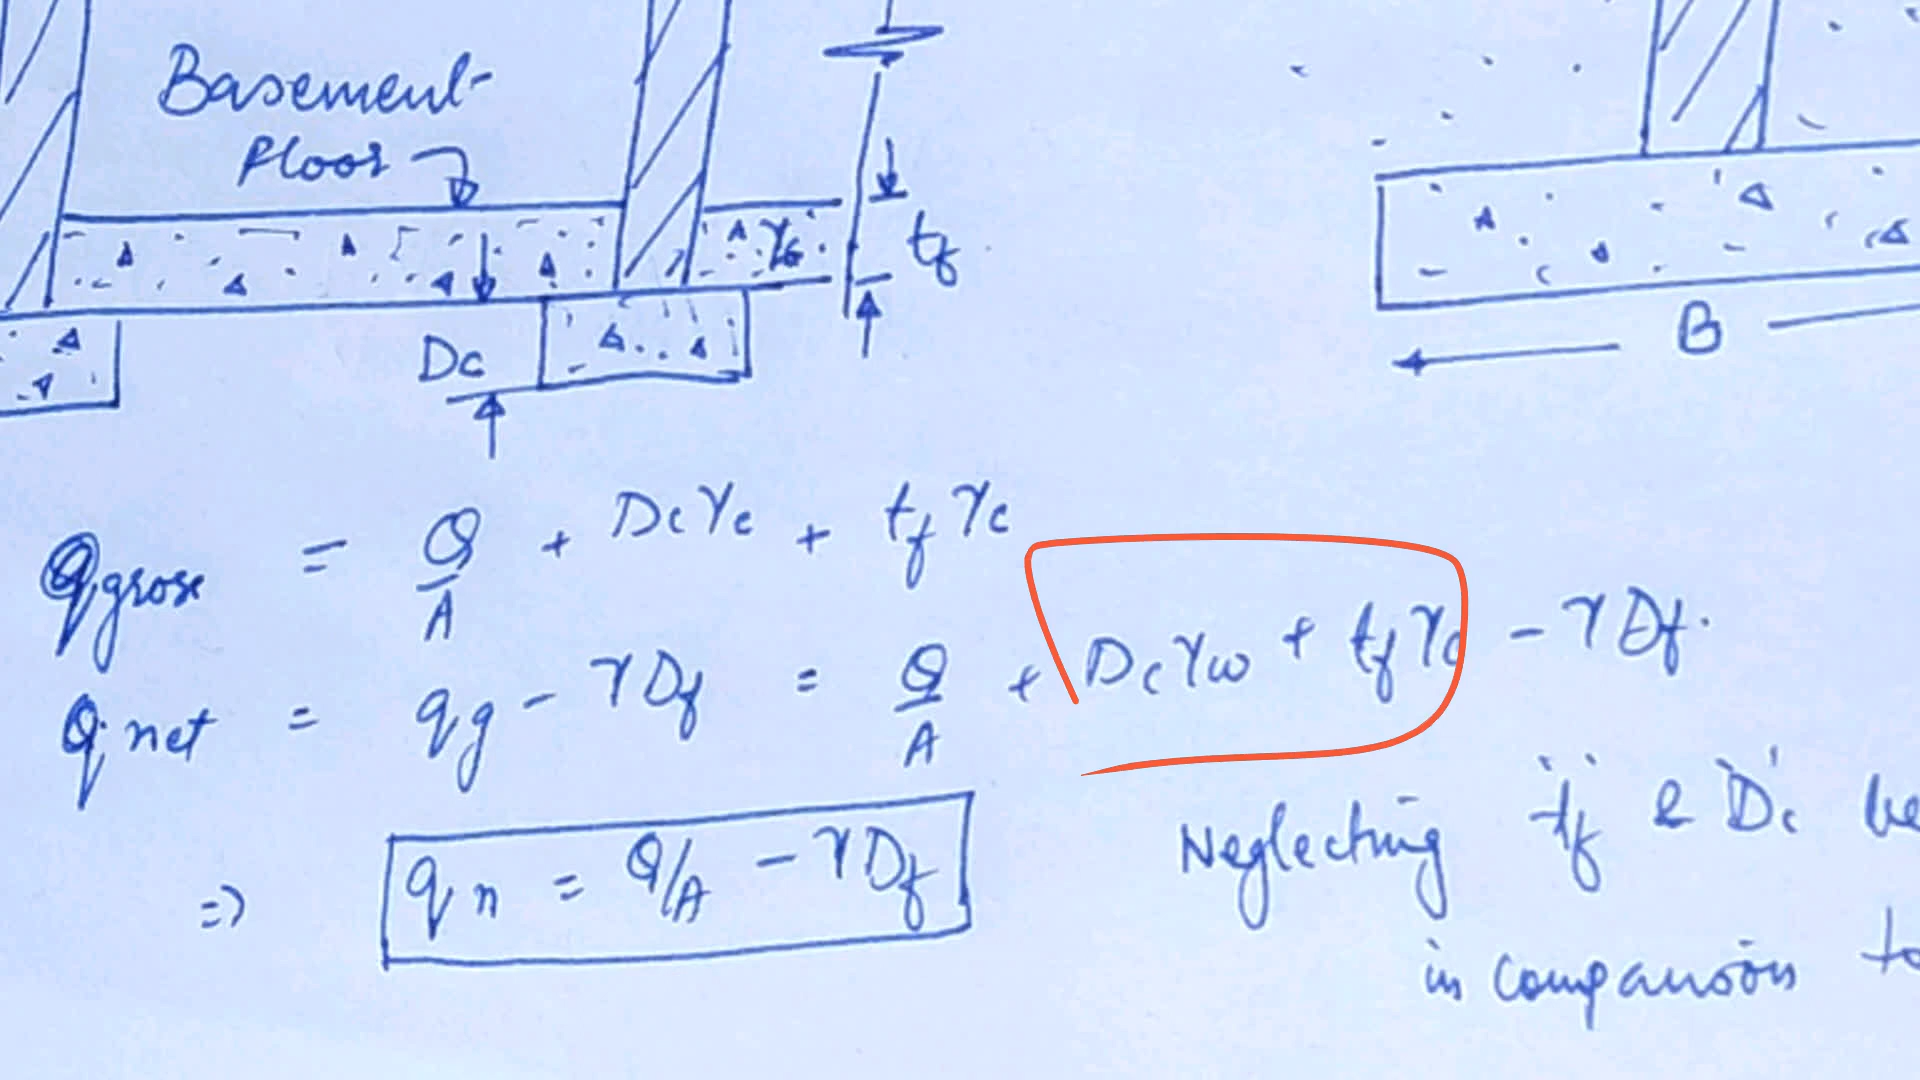 Basement
Floor
γc
tf
Dc
B
qgross = Q/A + Dcγc + tfγc
qnet = qg - γDf = Q/A + Dcγw + tfγc - γDf.
=> qn = Q/A - γDf
Neglecting 'tf' & 'Dc'
in comparison to